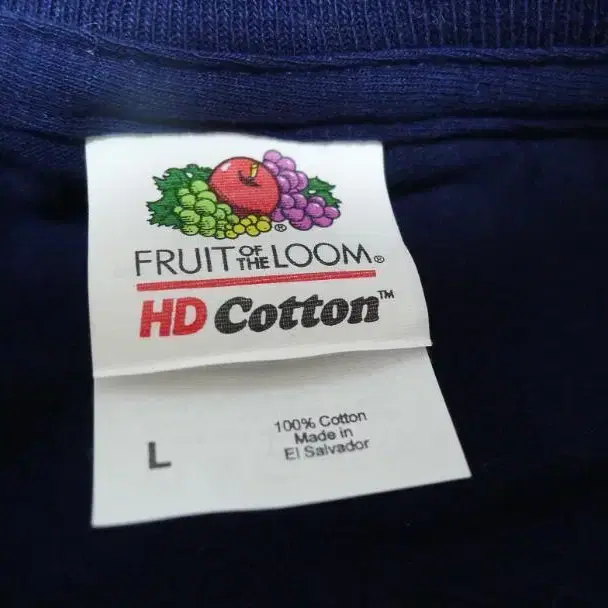 ®
FRUIT OF THE LOOM®
HD Cotton™
L
100% Cotton
Made in
El Salvador